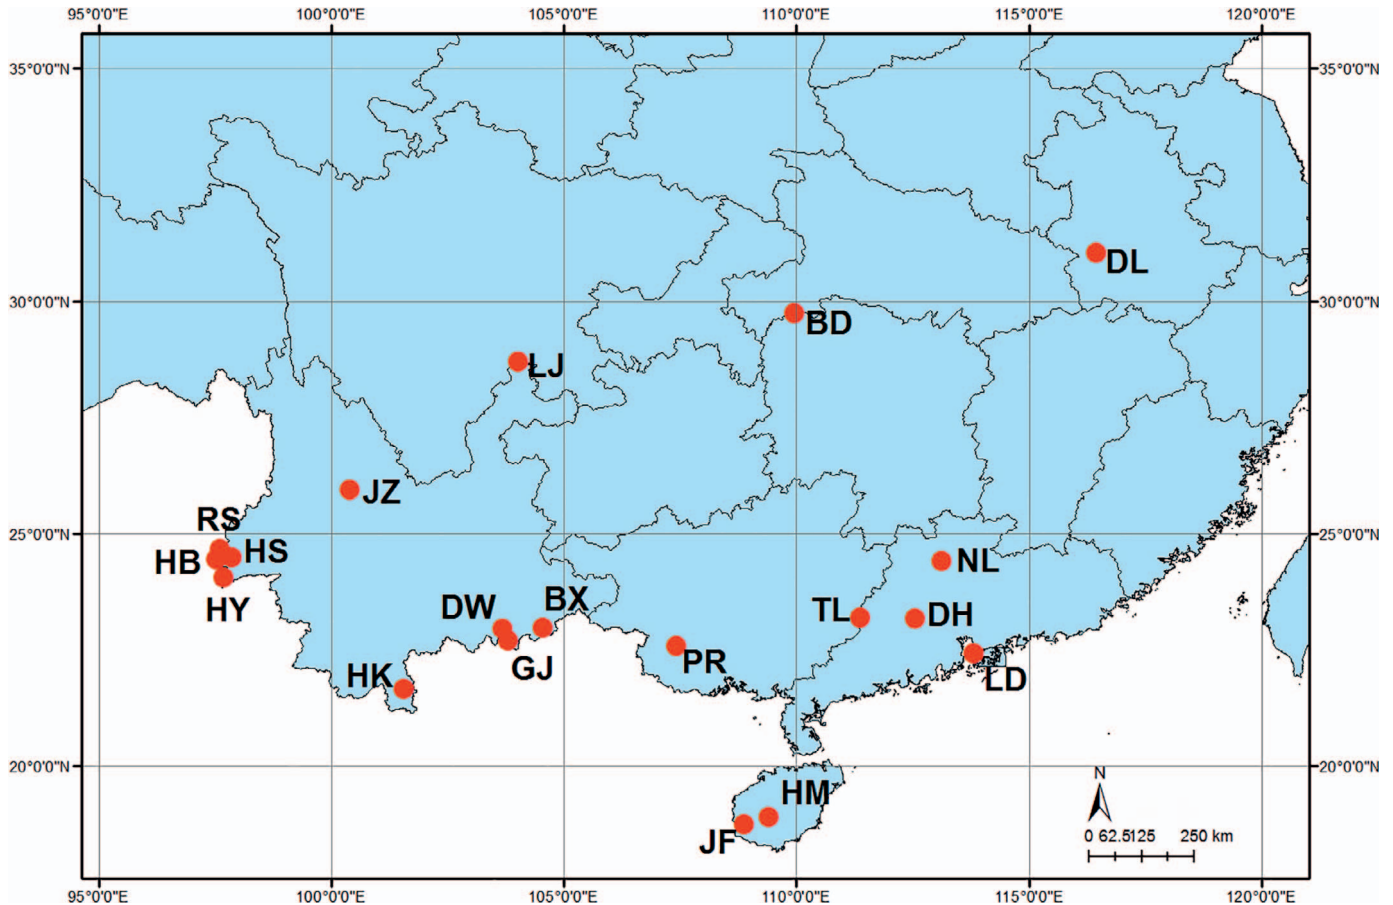 95°0'0"E 100°0'0"E 105°0'0"E 110°0'0"E 115°0'0"E 120°0'0"E
35°0'0"N 35°0'0"N
DL
30°0'0"N 30°0'0"N
BD
LJ
JZ
RS
25°0'0"N 25°0'0"N
HS
HB
NL
BX
HY DW TL DH
GJ PR
HK LD
20°0'0"N 20°0'0"N
N
HM
JF
0 62.5125 250 km
95°0'0"E 100°0'0"E 105°0'0"E 110°0'0"E 115°0'0"E 120°0'0"E